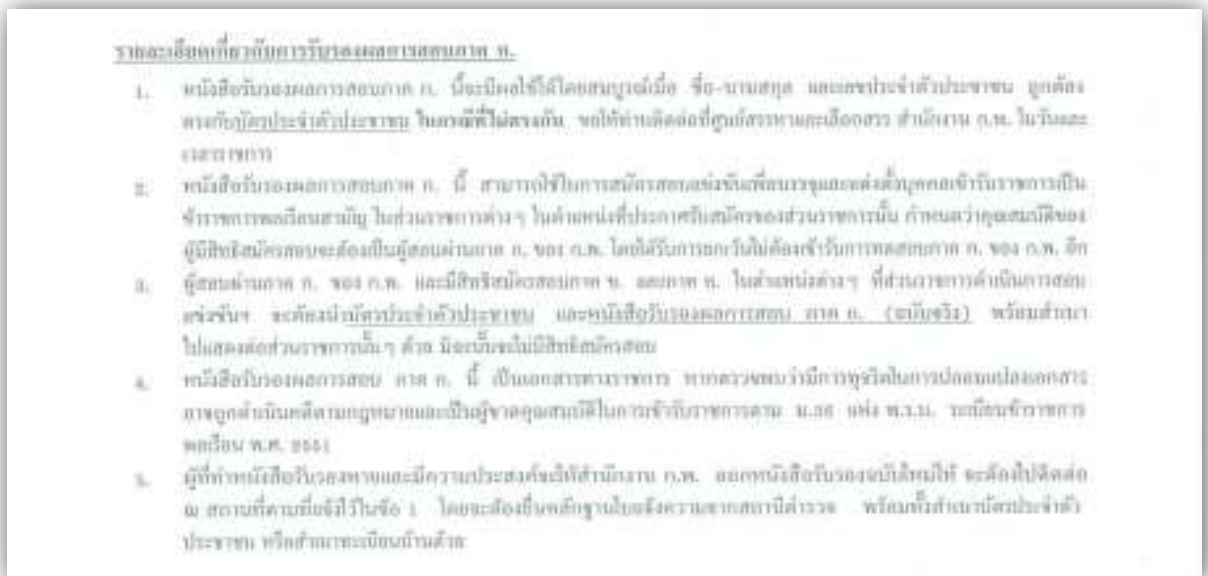 รายละเอียดเกี่ยวกับการรับรองผลการสอบภาค ก.
1. หนังสือรับรองผลการสอบภาค ก. นี้จะมีผลใช้ได้โดยสมบูรณ์เมื่อ ชื่อ-นามสกุล และเลขประจำตัวประชาชน ถูกต้อง
ตรงกับบัตรประจำตัวประชาชน ในกรณีที่ไม่ตรงกัน ขอให้ท่านติดต่อที่ศูนย์สรรหาและเลือกสรร สำนักงาน ก.พ. ในวันและ
เวลาราชการ
2. หนังสือรับรองผลการสอบภาค ก. นี้ สามารถใช้ในการสมัครสอบแข่งขันเพื่อบรรจุและแต่งตั้งบุคคลเข้ารับราชการเป็น
ข้าราชการพลเรือนสามัญ ในส่วนราชการต่าง ๆ ในตำแหน่งที่ประกาศรับสมัครของส่วนราชการนั้น กำหนดว่าคุณสมบัติของ
ผู้มีสิทธิสมัครสอบจะต้องเป็นผู้สอบผ่านภาค ก. ของ ก.พ. โดยได้รับการยกเว้นไม่ต้องเข้ารับการทดสอบภาค ก. ของ ก.พ. อีก
3. ผู้สอบผ่านภาค ก. ของ ก.พ. และมีสิทธิสมัครสอบภาค ข. และภาค ค. ในตำแหน่งต่าง ๆ ที่ส่วนราชการดำเนินการสอบ
แข่งขันฯ จะต้องนำบัตรประจำตัวประชาชน และหนังสือรับรองผลการสอบ ภาค ก. (ฉบับจริง) พร้อมสำเนา
ไปแสดงต่อส่วนราชการนั้น ๆ ด้วย มิฉะนั้นจะไม่มีสิทธิสมัครสอบ
4. หนังสือรับรองผลการสอบ ภาค ก. นี้ เป็นเอกสารทางราชการ หากตรวจพบว่ามีการทุจริตในการปลอมแปลงเอกสาร
อาจถูกดำเนินคดีตามกฎหมายและเป็นผู้ขาดคุณสมบัติในการเข้ารับราชการตาม แห่ง พ.ร.บ. ระเบียบข้าราชการ
พลเรือน พ.ศ. 2551
5. ผู้ที่ทำหนังสือรับรองหายและมีความประสงค์จะให้สำนักงาน ก.พ. ออกหนังสือรับรองฉบับใหม่ให้ จะต้องไปติดต่อ
ณ สถานที่ตามที่แจ้งไว้ในข้อ 1 โดยจะต้องยื่นหลักฐานใบแจ้งความจากสถานีตำรวจ พร้อมทั้งสำเนาบัตรประจำตัว
ประชาชน หรือสำเนาทะเบียนบ้านด้วย